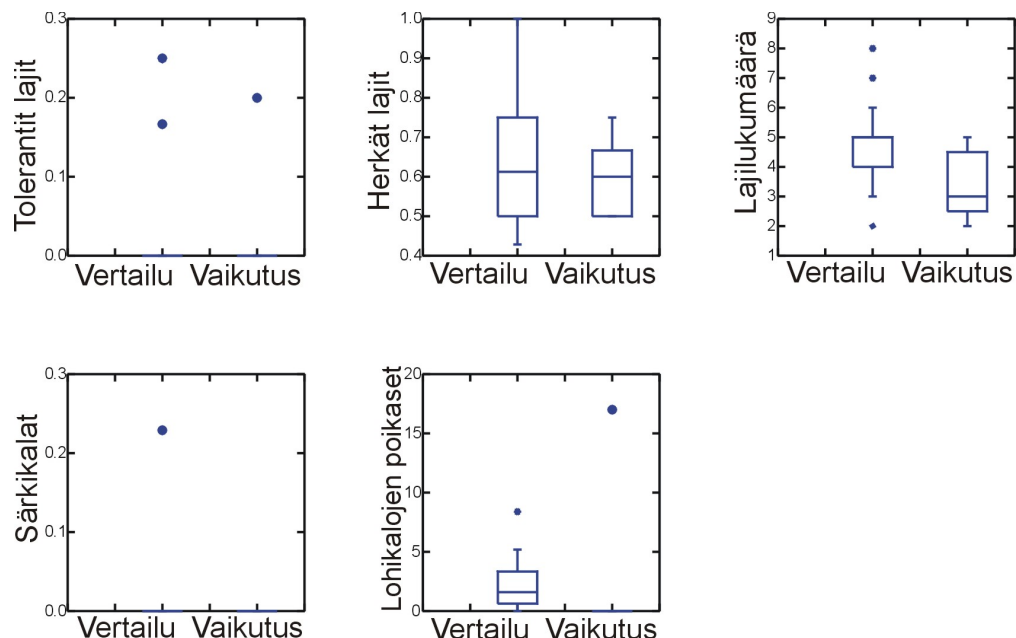 Tolerantit lajit
0.3
0.2
0.1
0.0
Vertailu Vaikutus
Herkät lajit
1.0
0.9
0.8
0.7
0.6
0.5
0.4
Vertailu Vaikutus
Lajilukumäärä
9
8
7
6
5
4
3
2
1
Vertailu Vaikutus
Särkikalat
0.3
0.2
0.1
0.0
Vertailu Vaikutus
Lohikalojen poikaset
20
15
10
5
0
Vertailu Vaikutus